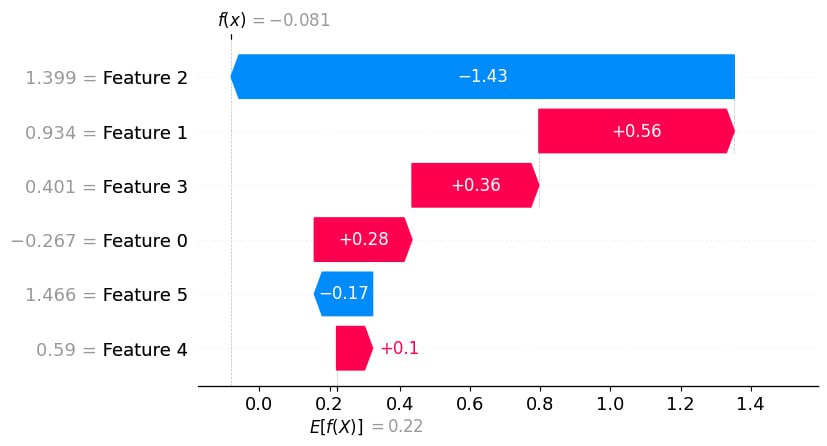 f(x) = −0.081
1.399 = Feature 2
−1.43
0.934 = Feature 1
+0.56
0.401 = Feature 3
+0.36
−0.267 = Feature 0
+0.28
1.466 = Feature 5
−0.17
0.59 = Feature 4
+0.1
0.0 0.2 0.4 0.6 0.8 1.0 1.2 1.4
E[f(X)] = 0.22